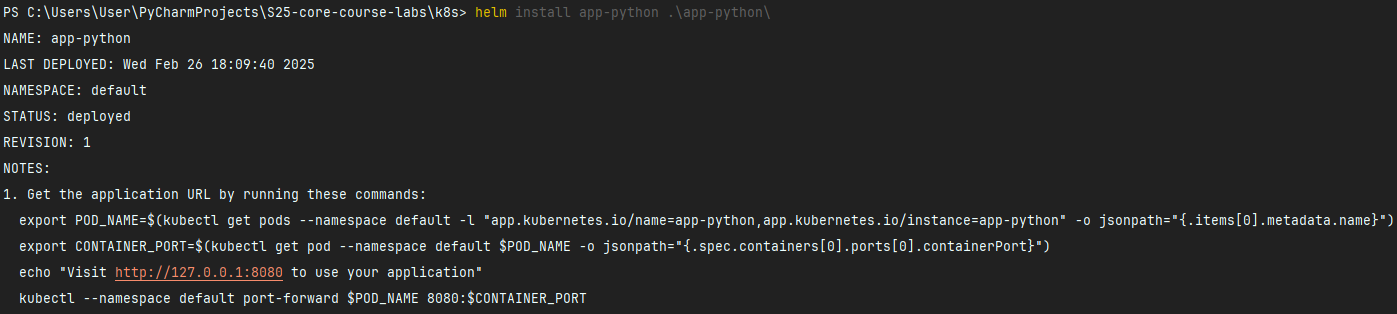 PS C:\Users\User\PyCharmProjects\S25-core-course-labs\k8s> helm install app-python .\app-python\
NAME: app-python
LAST DEPLOYED: Wed Feb 26 18:09:40 2025
NAMESPACE: default
STATUS: deployed
REVISION: 1
NOTES:
1. Get the application URL by running these commands:
  export POD_NAME=$(kubectl get pods --namespace default -l "app.kubernetes.io/name=app-python,app.kubernetes.io/instance=app-python" -o jsonpath="{.items[0].metadata.name}")
  export CONTAINER_PORT=$(kubectl get pod --namespace default $POD_NAME -o jsonpath="{.spec.containers[0].ports[0].containerPort}")
  echo "Visit http://127.0.0.1:8080 to use your application"
  kubectl --namespace default port-forward $POD_NAME 8080:$CONTAINER_PORT